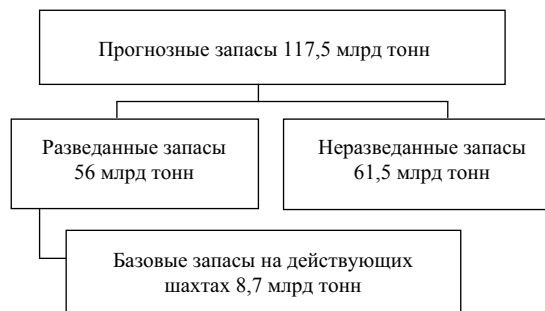 Прогнозные запасы 117,5 млрд тонн
Разведанные запасы
56 млрд тонн
Неразведанные запасы
61,5 млрд тонн
Базовые запасы на действующих
шахтах 8,7 млрд тонн